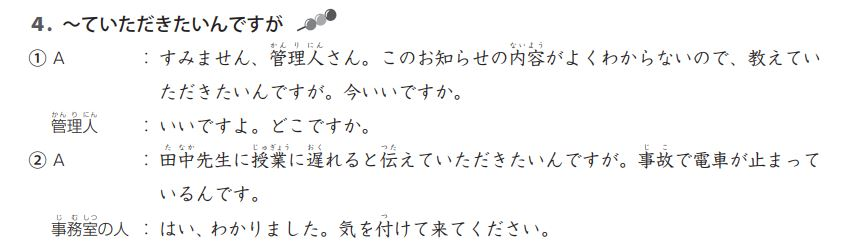 4. ～ていただきたいんですが
① A : すみません、管理人さん。このお知らせの内容がよくわからないので、教えてい
ただきたいんですが。今いいですか。
管理人 : いいですよ。どこですか。
② A : 田中先生に授業に遅れると伝えていただきたいんですが。事故で電車が止まって
いるんです。
事務室の人 : はい、わかりました。気を付けて来てください。